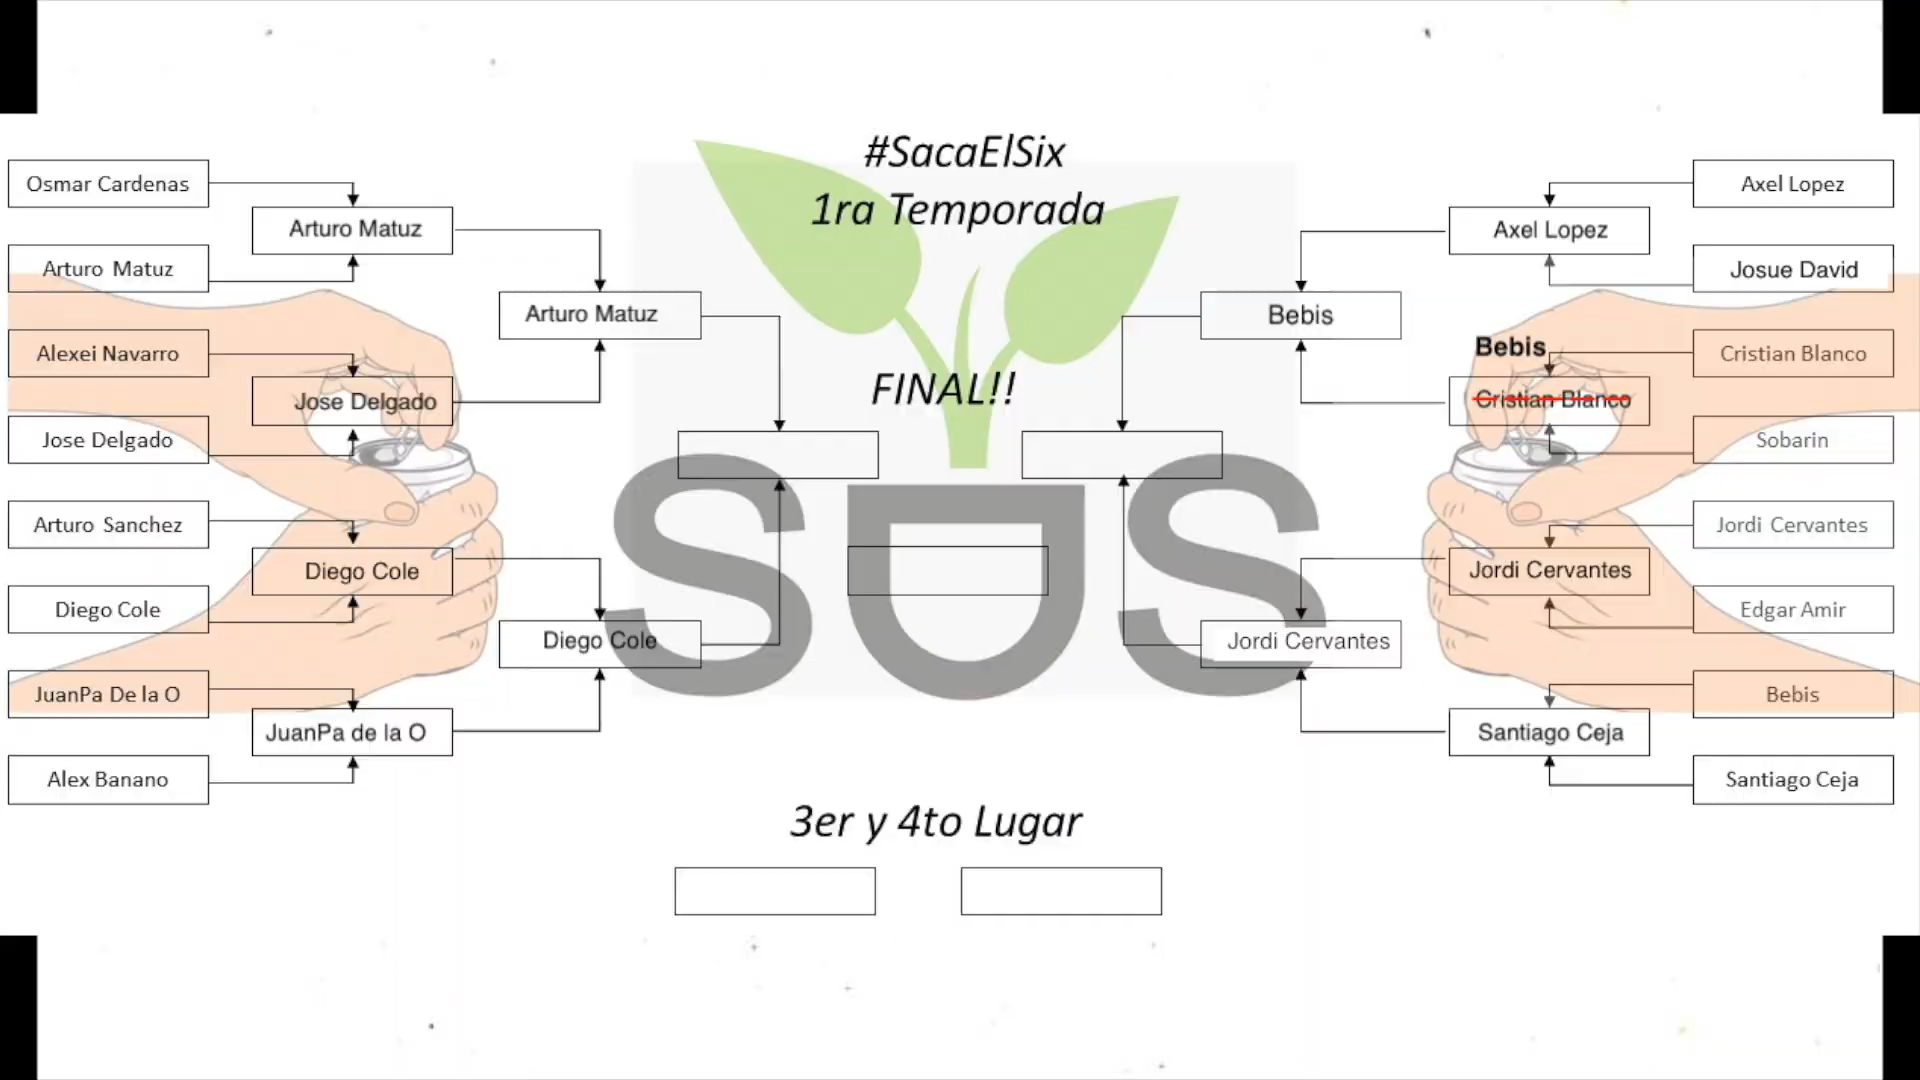 #SacaElSix
1ra Temporada
Osmar Cardenas
Arturo Matuz
Alexei Navarro
Jose Delgado
Arturo Sanchez
Diego Cole
JuanPa De la O
Alex Banano
Arturo Matuz
Jose Delgado
Diego Cole
JuanPa de la O
Arturo Matuz
Diego Cole
FINAL!!
SUS
Bebis
Jordi Cervantes
Axel Lopez
Bebis
Cristian Blanco
Jordi Cervantes
Santiago Ceja
Axel Lopez
Josue David
Cristian Blanco
Sobarin
Jordi Cervantes
Edgar Amir
Bebis
Santiago Ceja
3er y 4to Lugar